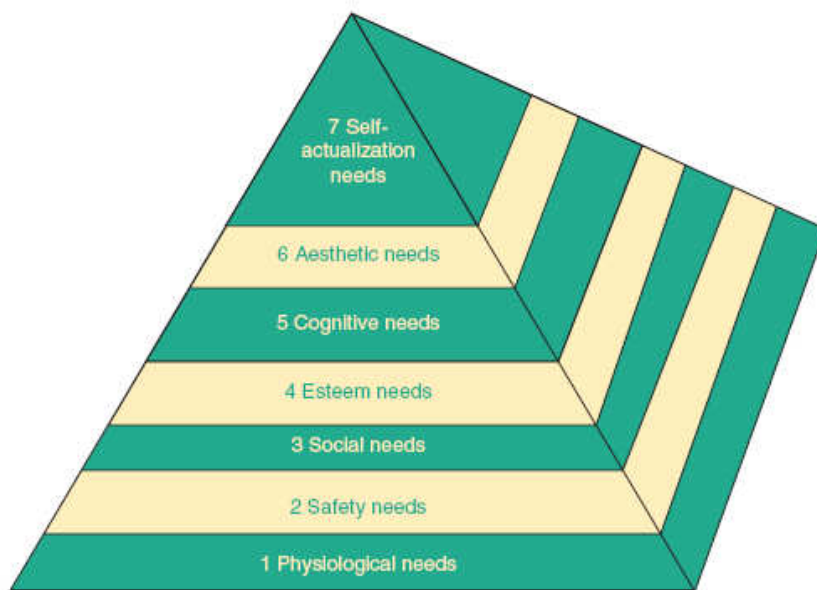 7 Self-
actualization
needs
6 Aesthetic needs
5 Cognitive needs
4 Esteem needs
3 Social needs
2 Safety needs
1 Physiological needs